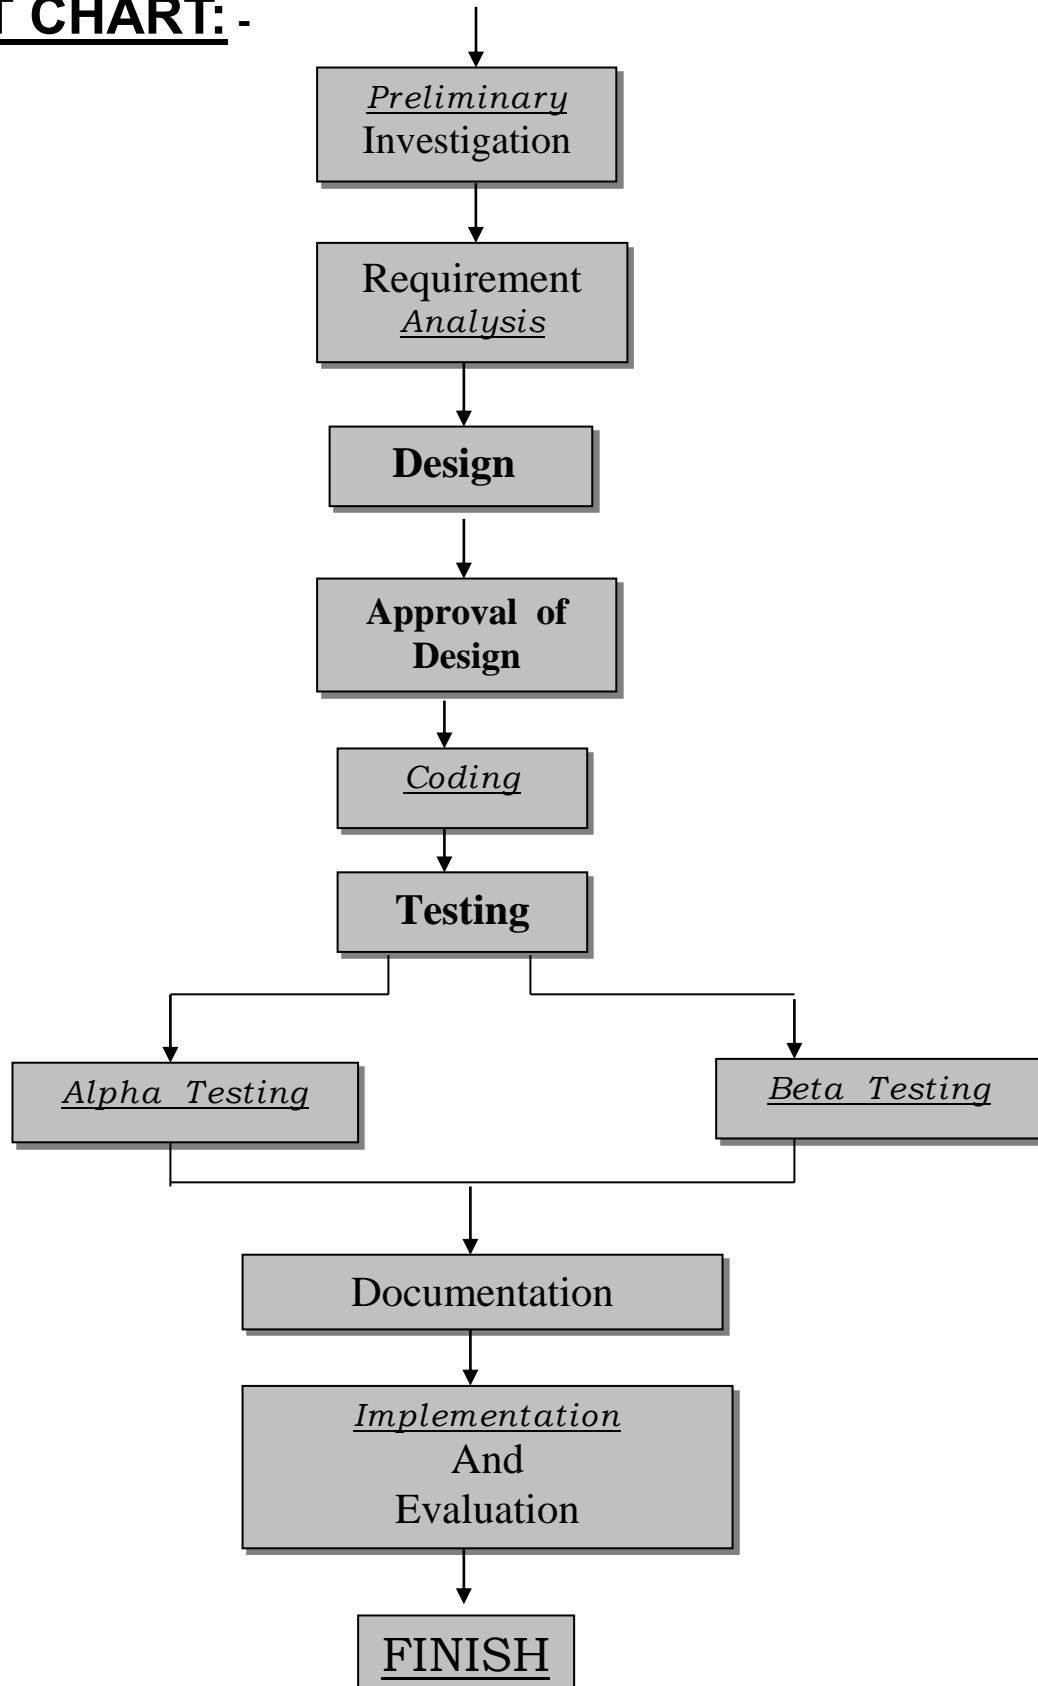 T CHART: -
Preliminary
Investigation
Requirement
Analysis
Design
Approval of
Design
Coding
Testing
Alpha Testing
Beta Testing
Documentation
Implementation
And
Evaluation
FINISH